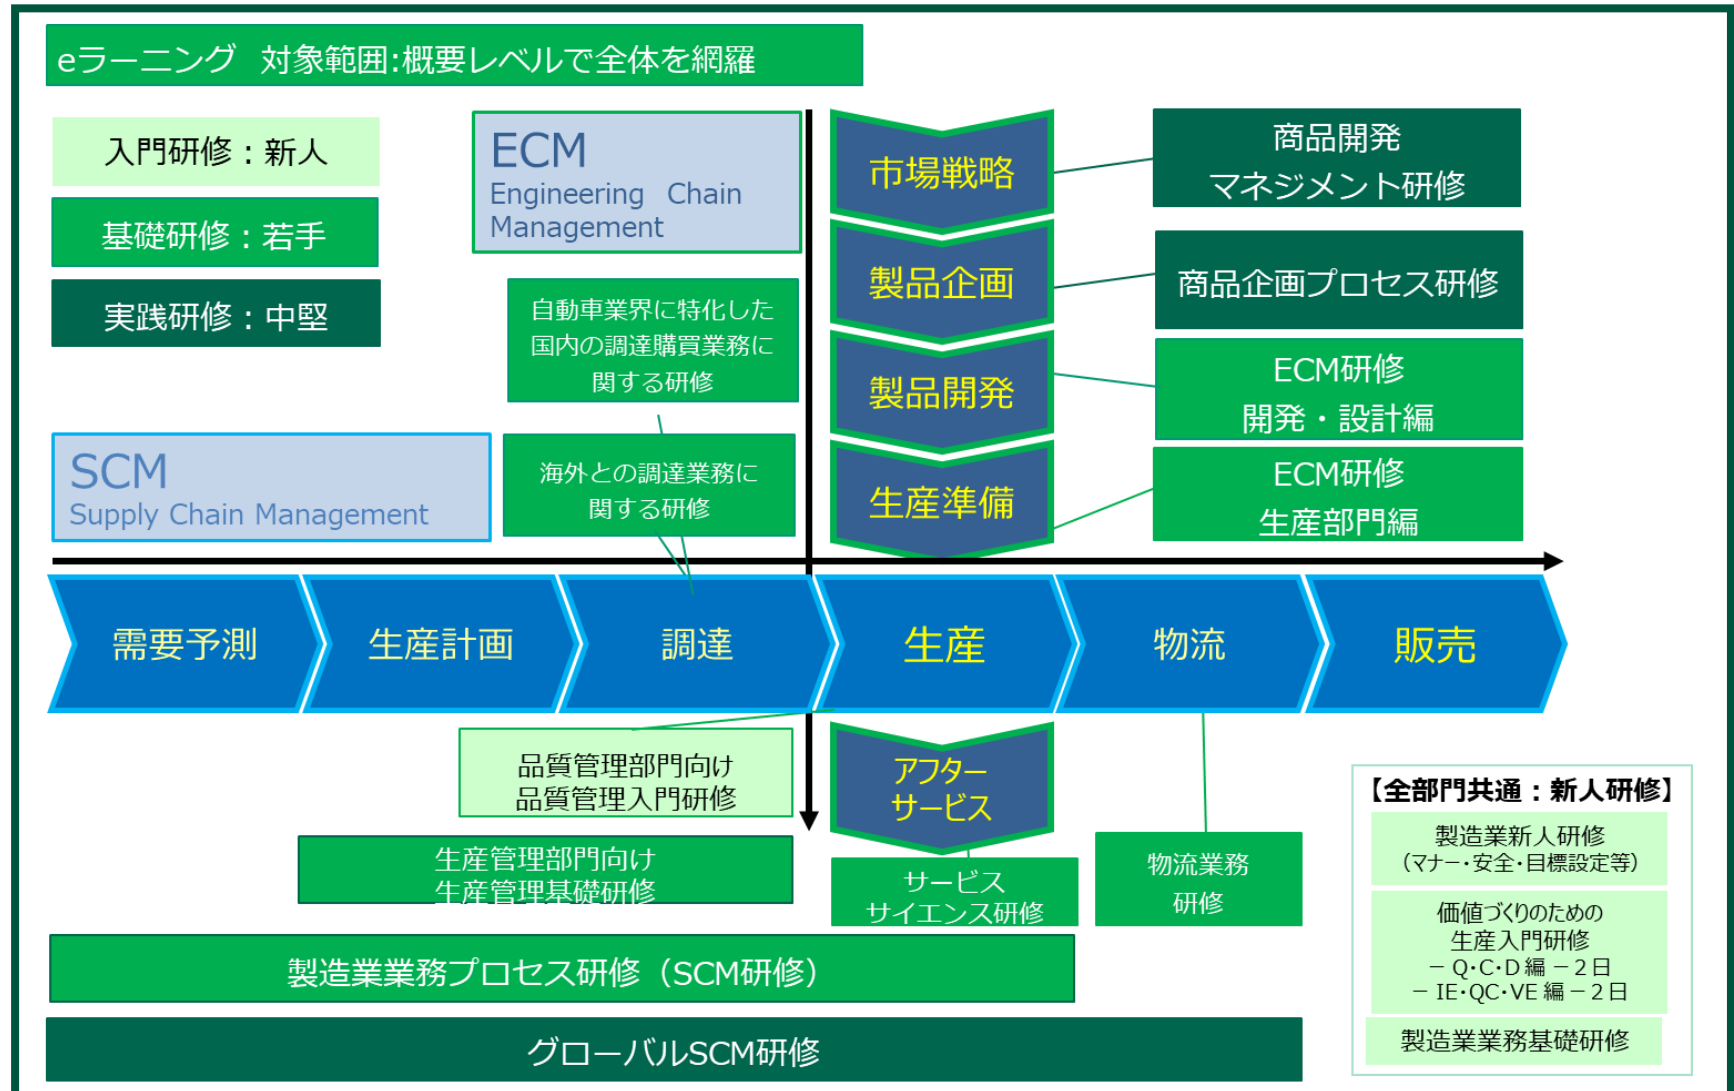 eラーニング 対象範囲:概要レベルで全体を網羅
入門研修：新人
基礎研修：若手
実践研修：中堅
ECM
Engineering Chain
Management
自動車業界に特化した
国内の調達購買業務に
関する研修
SCM
Supply Chain Management
海外との調達業務に
関する研修
市場戦略
製品企画
製品開発
生産準備
商品開発
マネジメント研修
商品企画プロセス研修
ECM研修
開発・設計編
ECM研修
生産部門編
需要予測
生産計画
調達
生産
物流
販売
品質管理部門向け
品質管理入門研修
生産管理部門向け
生産管理基礎研修
アフター
サービス
サービス
サイエンス研修
物流業務
研修
製造業業務プロセス研修（SCM研修）
グローバルSCM研修
【全部門共通：新人研修】
製造業新人研修
（マナー・安全・目標設定等）
価値づくりのための
生産入門研修
－Q・C・D 編－2日
－IE・QC・VE 編－2日
製造業業務基礎研修